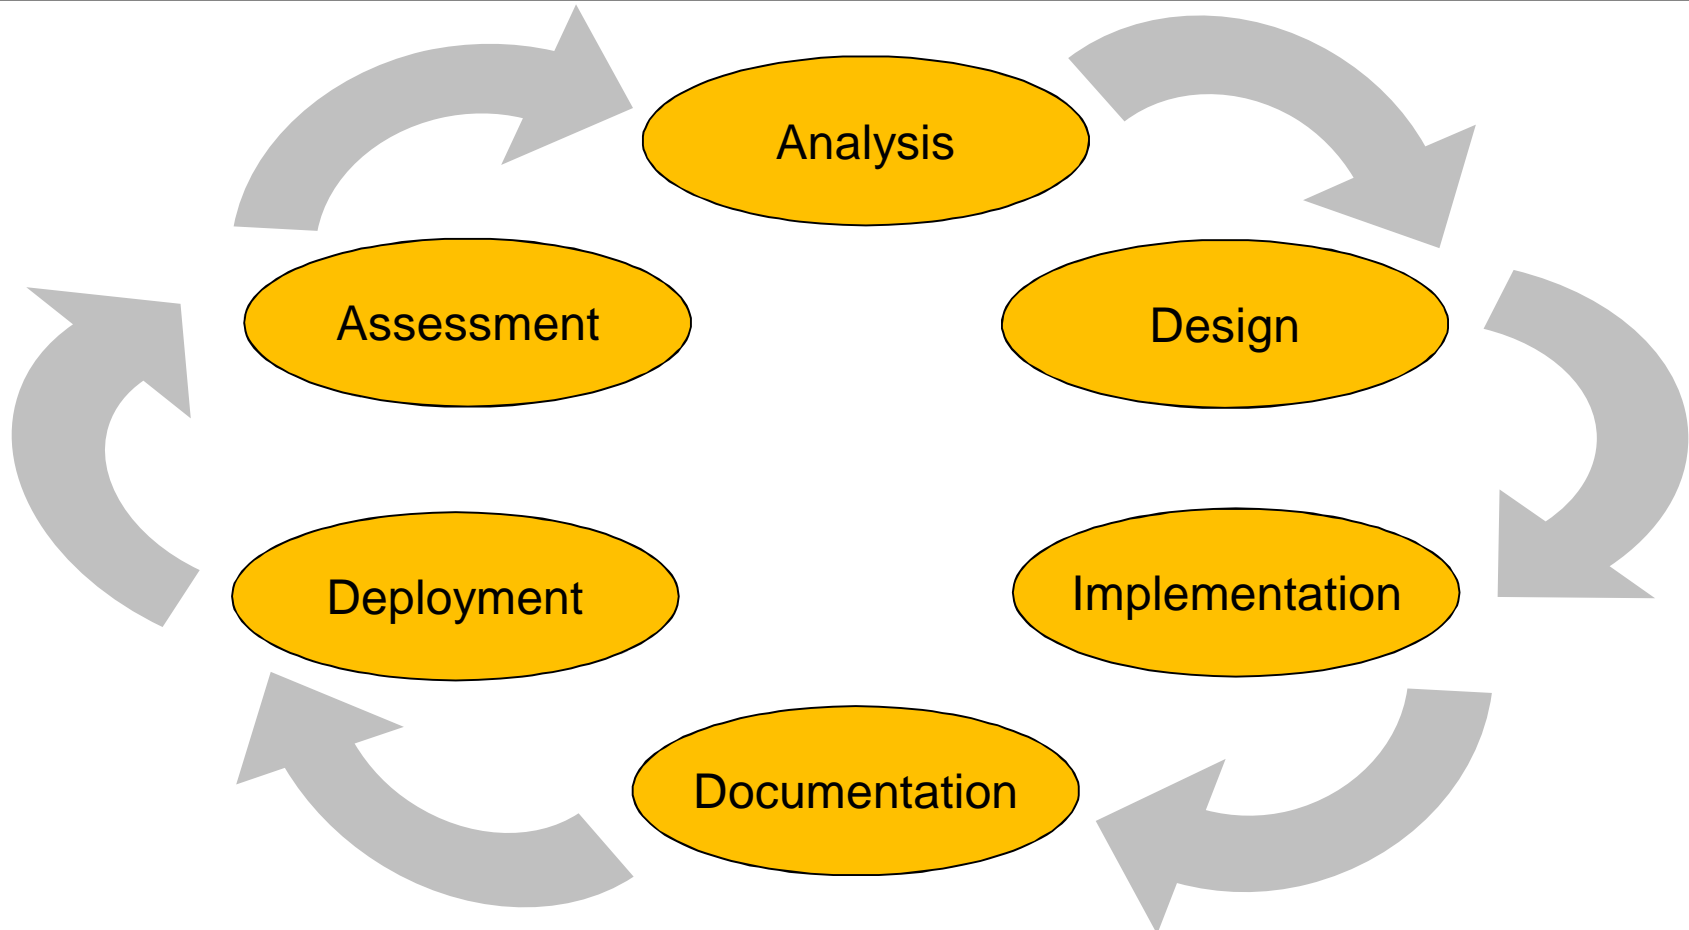 Analysis
Design
Implementation
Documentation
Deployment
Assessment